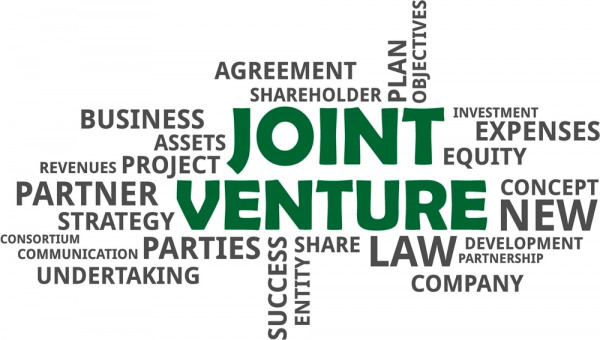 PLAN
OBJECTIVES
AGREEMENT
SHAREHOLDER
BUSINESS
ASSETS
JOINT
INVESTMENT
EXPENSES
REVENUES
PROJECT
EQUITY
PARTNER
VENTURE
CONCEPT
STRATEGY
NEW
CONSORTIUM
COMMUNICATION
PARTIES
SUCCESS
ENTITY
SHARE
LAW
DEVELOPMENT
PARTNERSHIP
UNDERTAKING
COMPANY